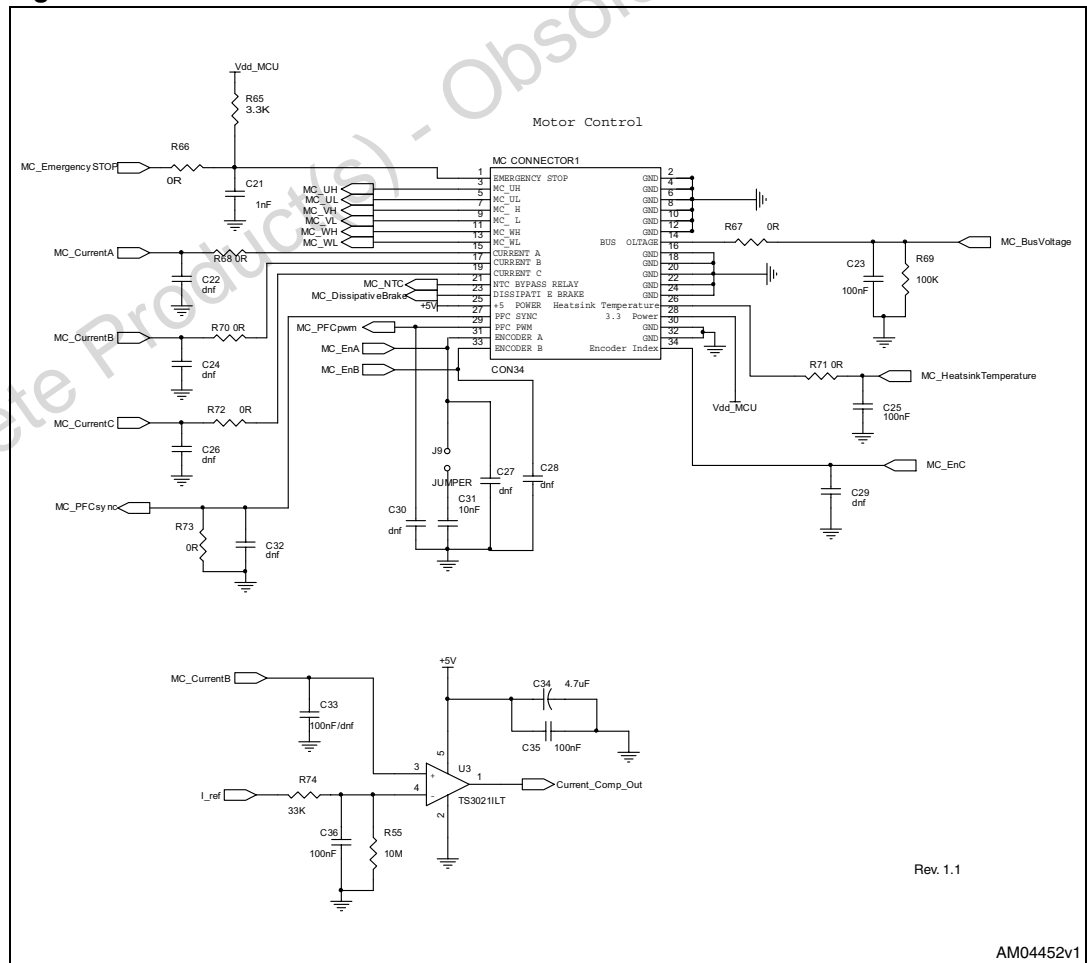 Obsolete Product(s) - Obsol
Vdd_MCU
R65
3.3K
Motor Control
R66
MC_EmergencySTOP
0R
C21
1nF
MC CONNECTOR1
1 EMERGENCY STOP GND 2
3 MC_UH GND 4
5 MC_UL GND 6
7 MC_ H GND 8
9 MC_ L GND 10
11 MC_WH GND 12
13 MC_WL BUS OLTAGE 14
15 CURRENT A GND 16
17 CURRENT B GND 18
19 CURRENT C GND 20
21 NTC BYPASS RELAY GND 22
23 DISSIPATI E BRAKE GND 24
25 +5 POWER Heatsink Temperature 26
27 PFC SYNC 3.3 Power 28
29 PFC PWM GND 30
31 ENCODER A GND 32
33 ENCODER B Encoder Index 34
CON34
MC_UH
MC_UL
MC_VH
MC_VL
MC_WH
MC_WL
R67 0R
MC_BusVoltage
C23
100nF
R69
100K
MC_CurrentA
R68 0R
C22
dnf
MC_NTC
MC_DissipativeBrake
+5V
MC_PFCpwm
MC_EnA
MC_EnB
MC_CurrentB
R70 0R
C24
dnf
R71 0R
MC_HeatsinkTemperature
C25
100nF
Vdd_MCU
MC_CurrentC
R72 0R
C26
dnf
MC_EnC
C29
dnf
J9
JUMPER
C27
dnf
C28
dnf
C30
dnf
C31
10nF
MC_PFCsync
R73
0R
C32
dnf
+5V
MC_CurrentB
C33
100nF/dnf
C34 4.7uF
C35 100nF
5
U3
3 +
4 -
1
2
TS3021ILT
Current_Comp_Out
I_ref
R74
33K
C36
100nF
R55
10M
Rev. 1.1
AM04452v1